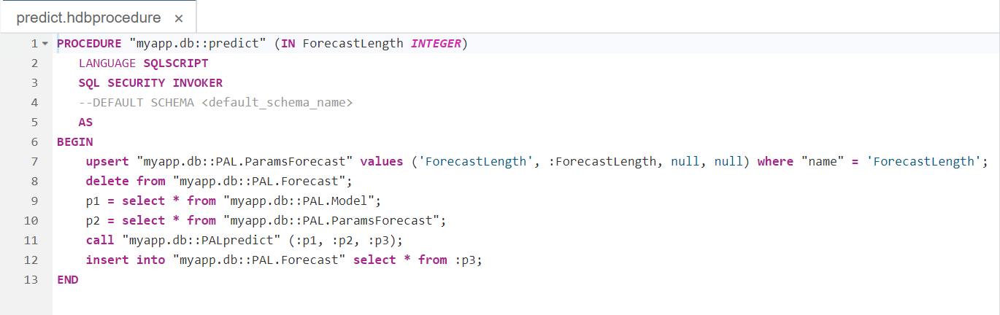 predict.hdbprocedure ×
1 PROCEDURE "myapp.db::predict" (IN ForecastLength INTEGER)
2 LANGUAGE SQLSCRIPT
3 SQL SECURITY INVOKER
4 --DEFAULT SCHEMA <default_schema_name>
5 AS
6 BEGIN
7 upsert "myapp.db::PAL.ParamsForecast" values ('ForecastLength', :ForecastLength, null, null) where "name" = 'ForecastLength';
8 delete from "myapp.db::PAL.Forecast";
9 p1 = select * from "myapp.db::PAL.Model";
10 p2 = select * from "myapp.db::PAL.ParamsForecast";
11 call "myapp.db::PALpredict" (:p1, :p2, :p3);
12 insert into "myapp.db::PAL.Forecast" select * from :p3;
13 END